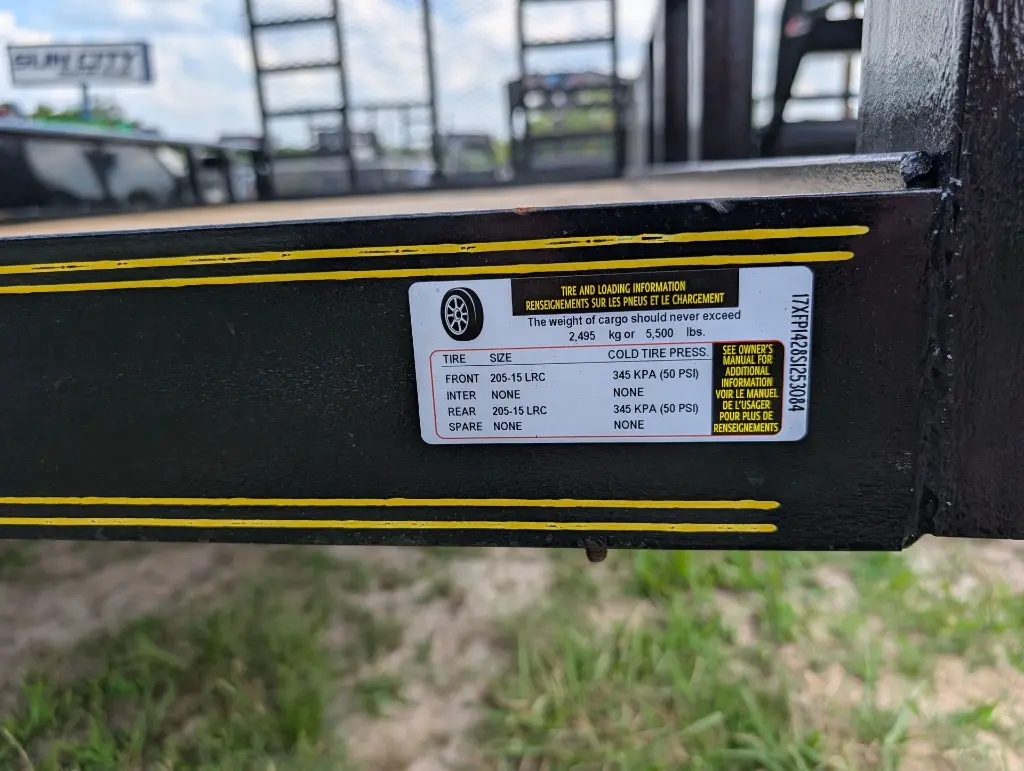 SUN CITY
TIRE AND LOADING INFORMATION
RENSEIGNEMENTS SUR LES PNEUS ET LE CHARGEMENT
The weight of cargo should never exceed
2,495 kg or 5,500 lbs.
TIRE SIZE COLD TIRE PRESS.
FRONT 205-15 LRC 345 KPA (50 PSI)
INTER NONE NONE
REAR 205-15 LRC 345 KPA (50 PSI)
SPARE NONE NONE
SEE OWNER'S
MANUAL FOR
ADDITIONAL
INFORMATION
VOIR LE MANUEL
DE L'USAGER
POUR PLUS DE
RENSEIGNEMENTS
17XFP1428S1253084